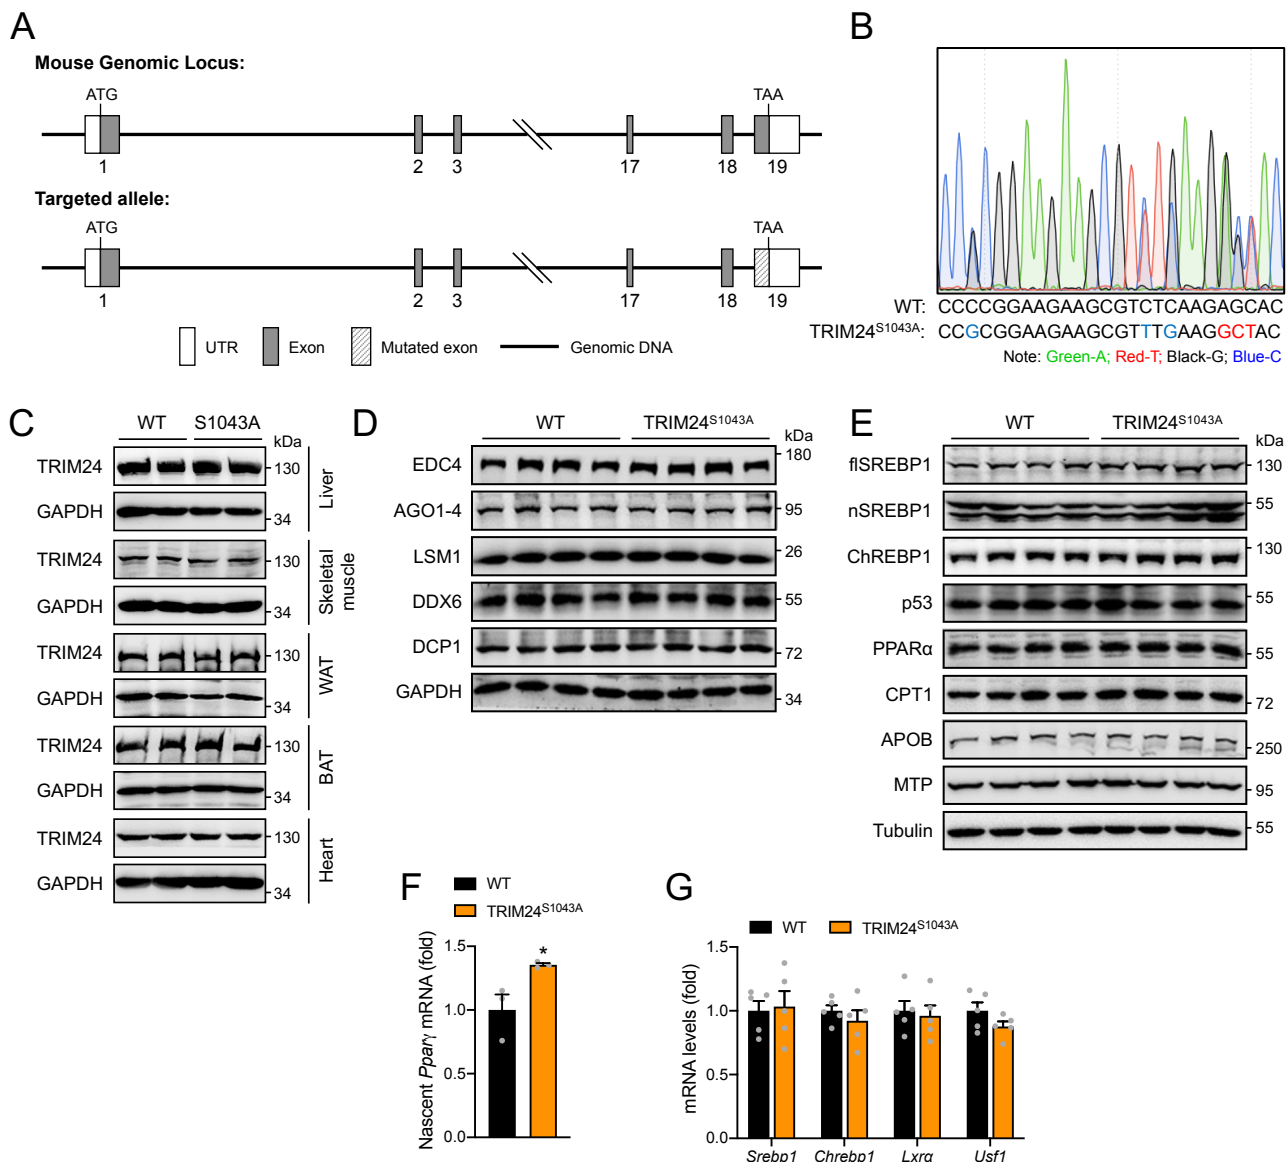 A
Mouse Genomic Locus:
ATG
TAA
1
2
3
17
18
19
Targeted allele:
ATG
TAA
1
2
3
17
18
19
UTR
Exon
Mutated exon
Genomic DNA
B
WT: CCCCGGAAGAAGCGTCTCAAGAGCAC
TRIM24S1043A: CCGCGGAAGAAGCGTTTGAAGGCTAC
Note: Green-A; Red-T; Black-G; Blue-C
C
WT S1043A
kDa
TRIM24 130
GAPDH 34
Liver
TRIM24 130
GAPDH 34
Skeletal
muscle
TRIM24 130
GAPDH 34
WAT
TRIM24 130
GAPDH 34
BAT
TRIM24 130
GAPDH 34
Heart
D
WT TRIM24S1043A
kDa
EDC4 180
AGO1-4 95
LSM1 26
DDX6 55
DCP1 72
GAPDH 34
E
WT TRIM24S1043A
kDa
flSREBP1 130
nSREBP1 55
ChREBP1 130
p53 55
PPARα 55
CPT1 72
APOB 250
MTP 95
Tubulin 55
F
WT
TRIM24S1043A
Nascent Pparγ mRNA (fold)
1.5
1.0
0.5
0.0
*
G
WT TRIM24S1043A
mRNA levels (fold)
1.5
1.0
0.5
0.0
Srebp1 Chrebp1 Lxrα Usf1